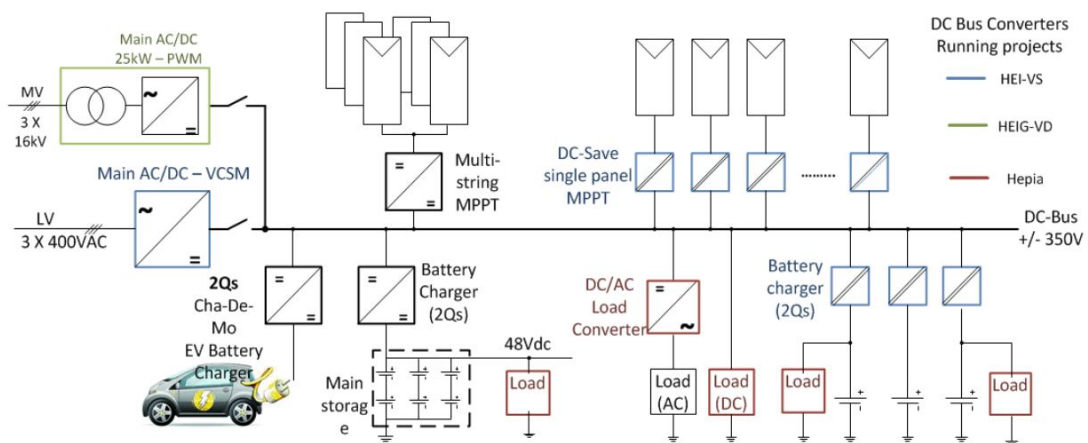 Main AC/DC
25kW – PWM
MV
3 X
16kV
~
=
Main AC/DC – VCSM
LV
3 X 400VAC
~
=
=
=
Multi-
string
MPPT
DC-Save
single panel
MPPT
.........
DC Bus Converters
Running projects
HEI-VS
HEIG-VD
Hepia
DC-Bus
+/- 350V
2Qs
Cha-De-
Mo
EV Battery
Charger
=
=
=
=
Battery
Charger
(2Qs)
48Vdc
Main
storag
e
Load
DC/AC
Load
Converter
=
~
Load
(AC)
Load
(DC)
Battery
charger
(2Qs)
Load
Load